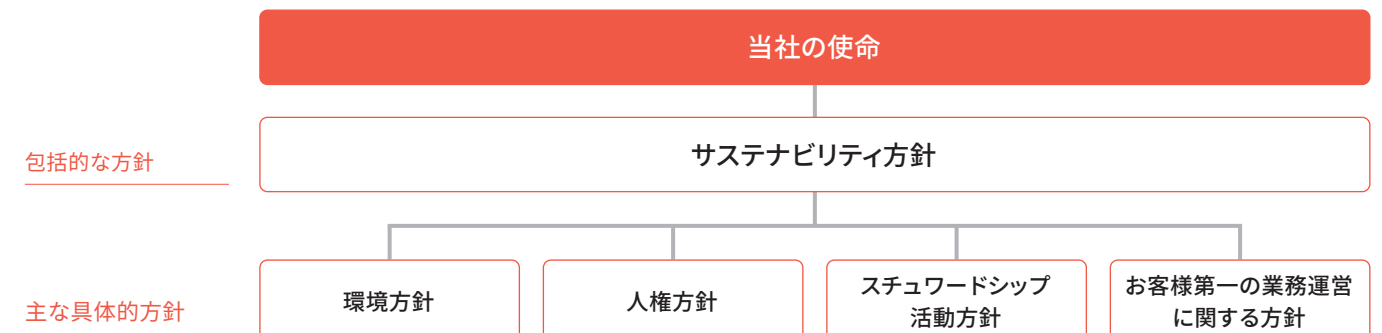 当社の使命
包括的な方針
サステナビリティ方針
主な具体的方針
環境方針
人権方針
スチュワードシップ
活動方針
お客様第一の業務運営
に関する方針